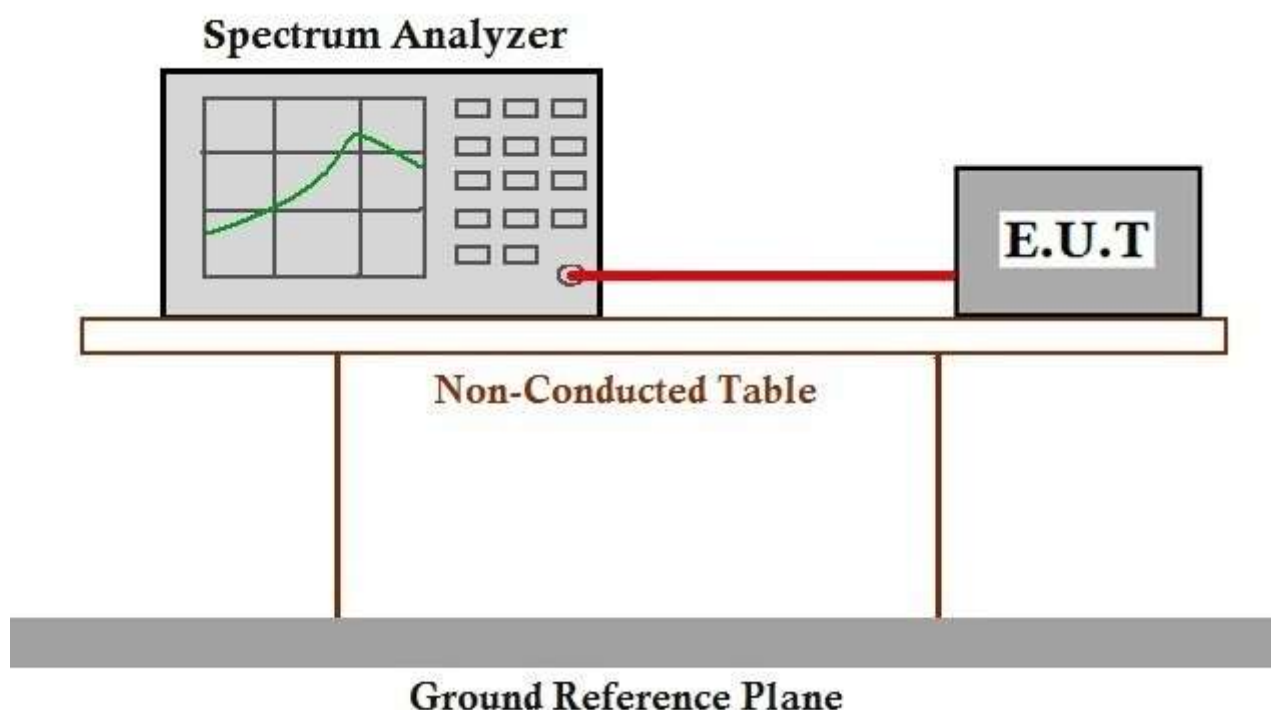 Spectrum Analyzer
E.U.T
Non-Conducted Table
Ground Reference Plane